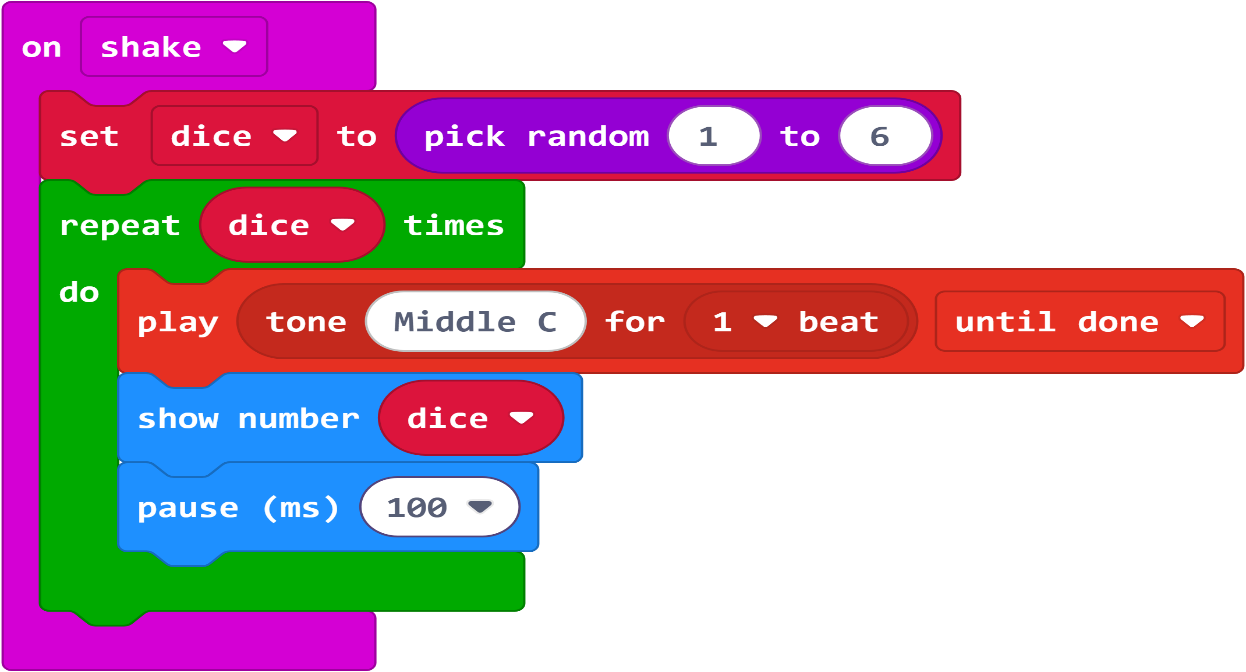 on shake
set dice to pick random 1 to 6
repeat dice times
do
play tone Middle C for 1 beat until done
show number dice
pause (ms) 100